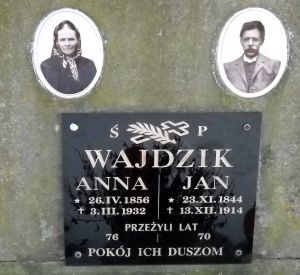 Ś P
WAJDZIK
ANNA JAN
* 26.IV.1856 * 23.XI.1844
† 3.III.1932 † 13.XII.1914
PRZEŻYLI LAT
76 70
POKÓJ ICH DUSZOM